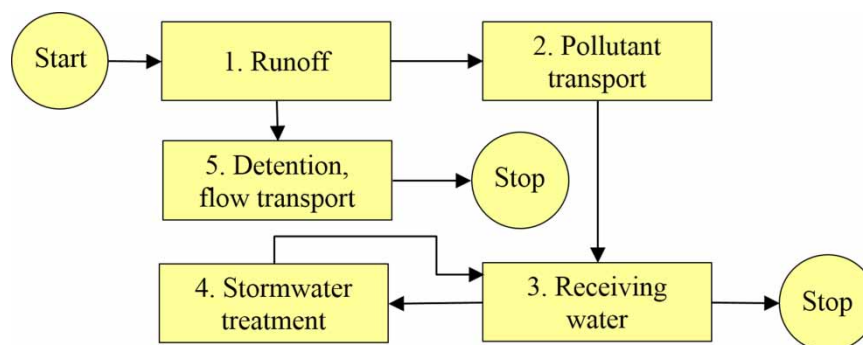 Start
1. Runoff
2. Pollutant
transport
5. Detention,
flow transport
Stop
4. Stormwater
treatment
3. Receiving
water
Stop